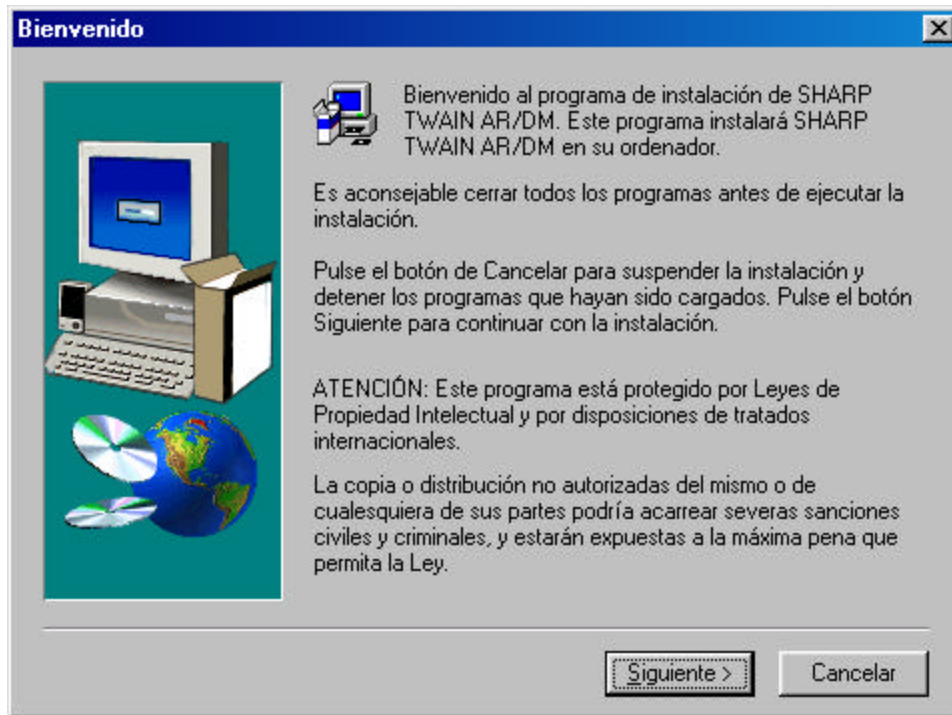 Bienvenido
Bienvenido al programa de instalación de SHARP
TWAIN AR/DM. Este programa instalará SHARP
TWAIN AR/DM en su ordenador.
Es aconsejable cerrar todos los programas antes de ejecutar la
instalación.
Pulse el botón de Cancelar para suspender la instalación y
detener los programas que hayan sido cargados. Pulse el botón
Siguiente para continuar con la instalación.
ATENCIÓN: Este programa está protegido por Leyes de
Propiedad Intelectual y por disposiciones de tratados
internacionales.
La copia o distribución no autorizadas del mismo o de
cualesquiera de sus partes podría acarrear severas sanciones
civiles y criminales, y estarán expuestas a la máxima pena que
permita la Ley.
Siguiente >
Cancelar